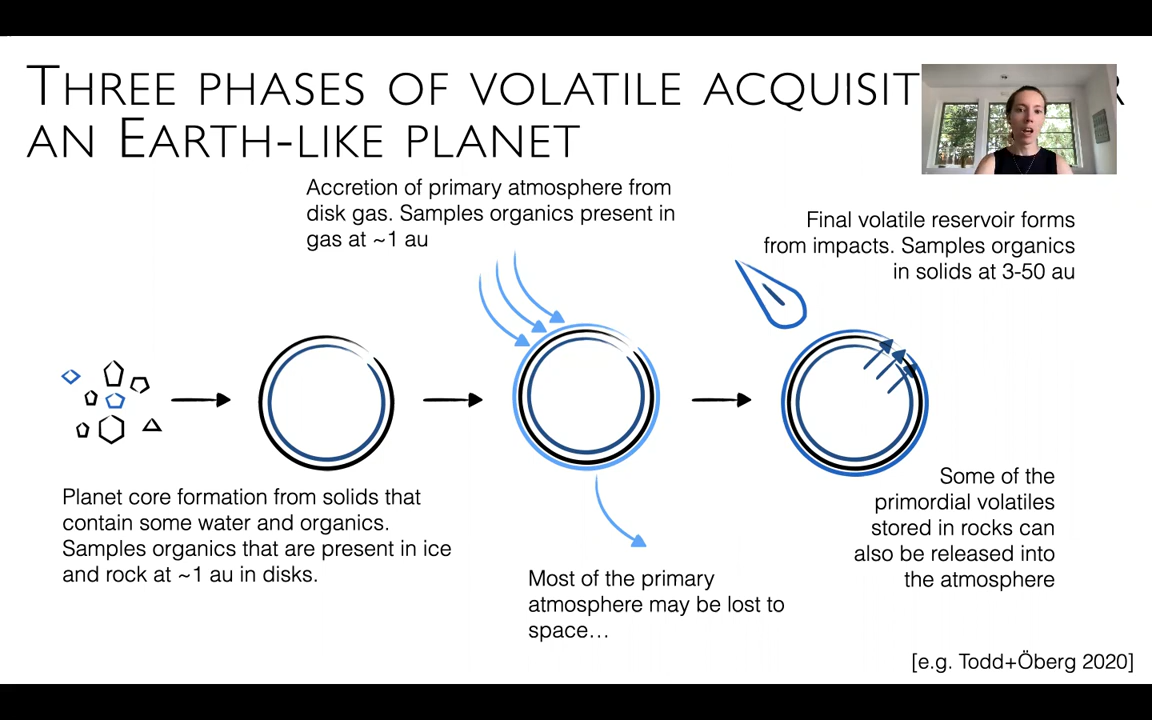 THREE PHASES OF VOLATILE ACQUISIT R
AN EARTH-LIKE PLANET
Accretion of primary atmosphere from
disk gas. Samples organics present in
gas at ~1 au
Final volatile reservoir forms
from impacts. Samples organics
in solids at 3-50 au
Planet core formation from solids that
contain some water and organics.
Samples organics that are present in ice
and rock at ~1 au in disks.
Most of the primary
atmosphere may be lost to
space…
Some of the
primordial volatiles
stored in rocks can
also be released into
the atmosphere
[e.g. Todd+Öberg 2020]